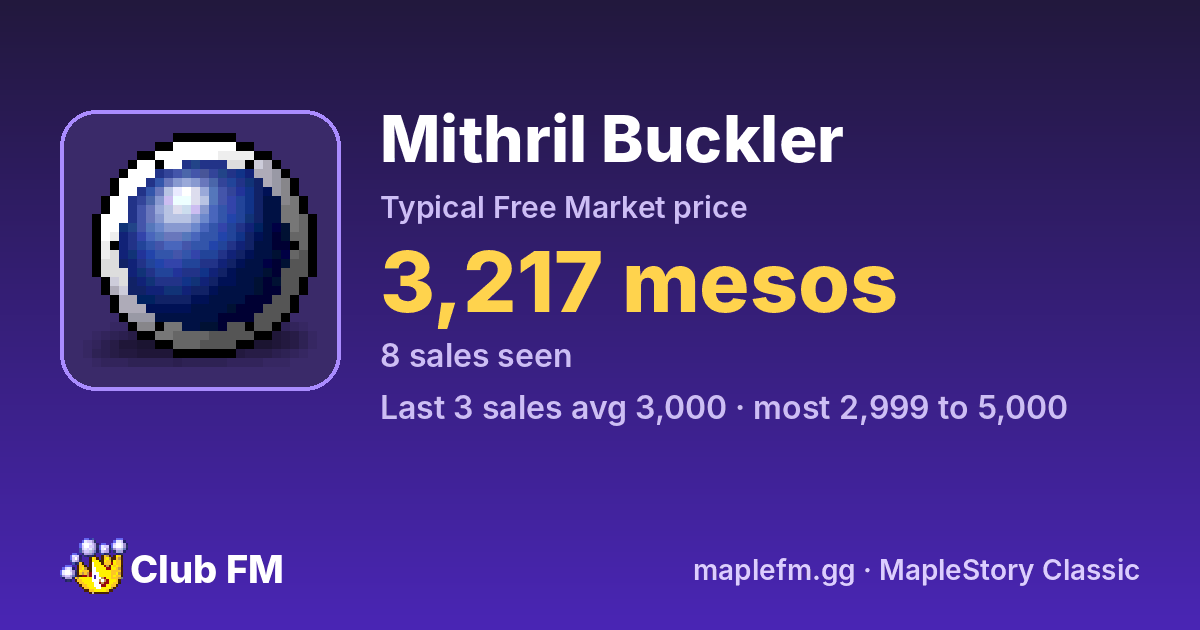 Mithril Buckler
Typical Free Market price
3,217 mesos
8 sales seen
Last 3 sales avg 3,000 · most 2,999 to 5,000
Club FM
maplefm.gg · MapleStory Classic